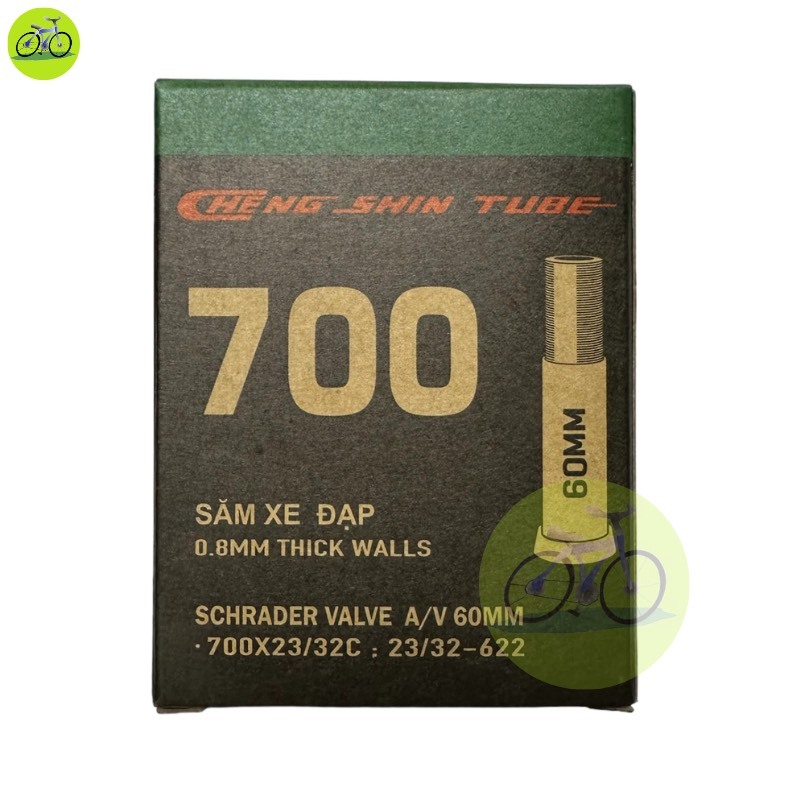 CHENG SHIN TUBE
700
60MM
SĂM XE ĐẠP
0.8MM THICK WALLS
SCHRADER VALVE A/V 60MM
·700X23/32C ; 23/32-622